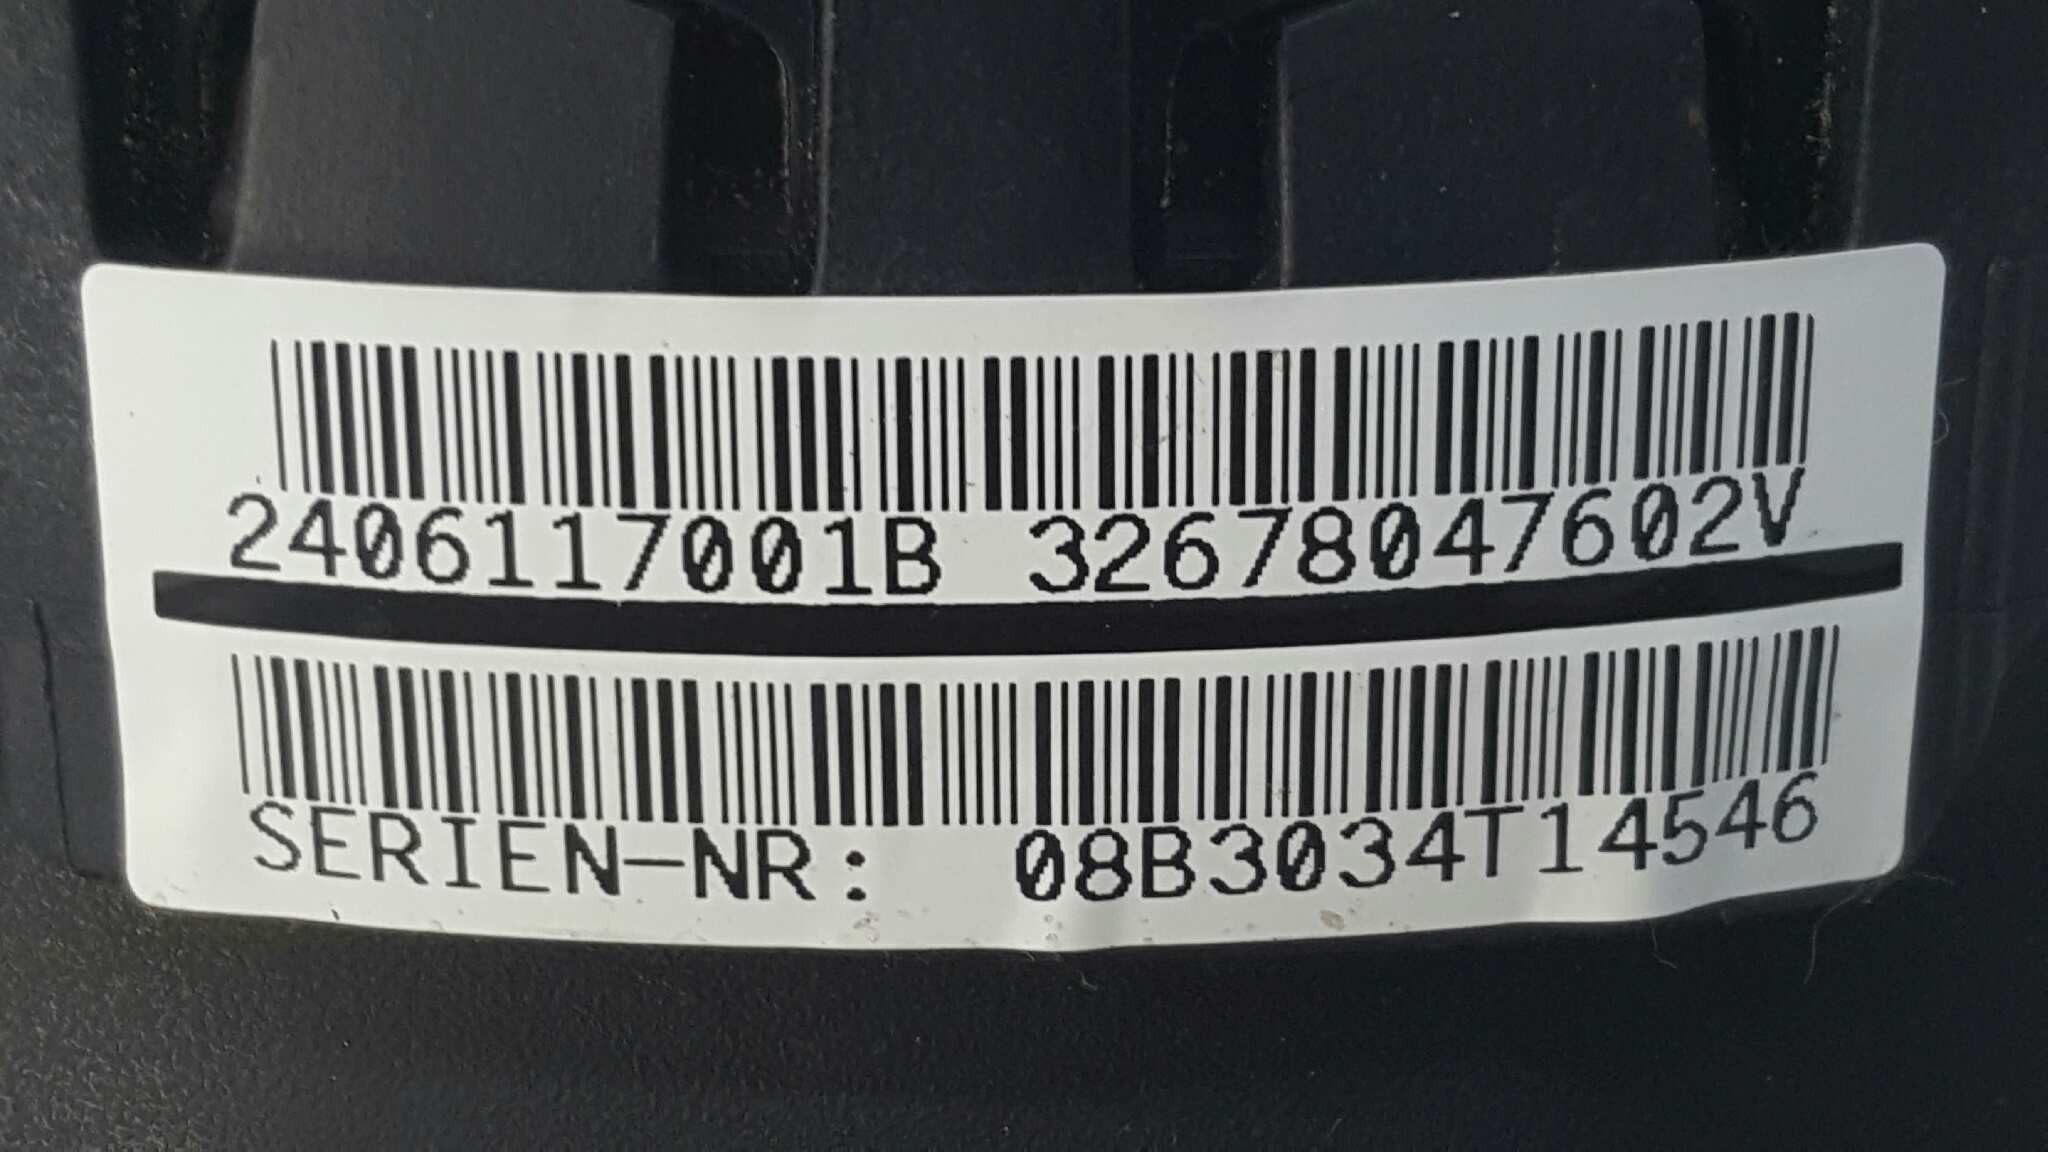 2406117001B 32678047602V
SERIEN-NR: 08B3034T14546